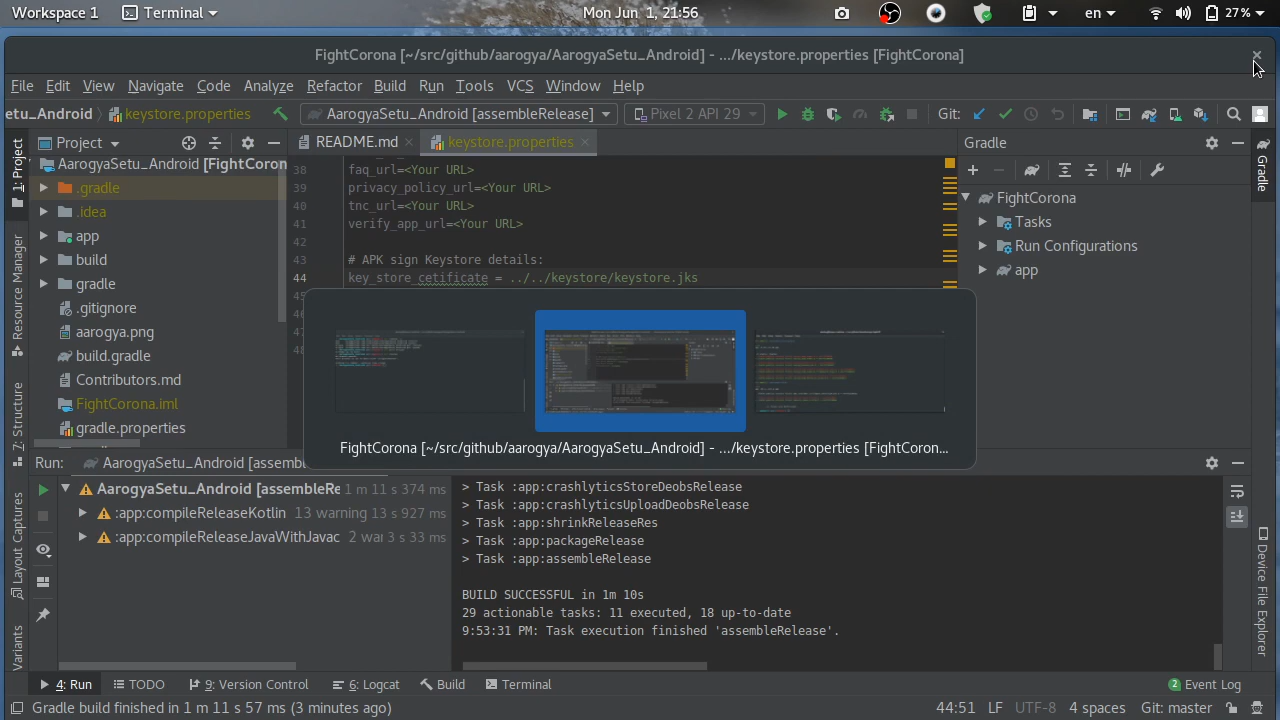 Workspace 1
Terminal
Mon Jun 1, 21:56
en
27%
FightCorona [~/src/github/aarogya/AarogyaSetu_Android] - .../keystore.properties [FightCorona]
File Edit View Navigate Code Analyze Refactor Build Run Tools VCS Window Help
etu_Android
keystore.properties
AarogyaSetu_Android [assembleRelease]
Pixel 2 API 29
Git:
1: Project
Resource Manager
7: Structure
Layout Captures
Variants
Project
AarogyaSetu_Android [FightCoron
.gradle
.idea
app
build
gradle
.gitignore
aarogya.png
build.gradle
Contributors.md
FightCorona.iml
gradle.properties
README.md
keystore.properties
38 faq_url=<Your URL>
39 privacy_policy_url=<Your URL>
40 tnc_url=<Your URL>
41 verify_app_url=<Your URL>
42
43 # APK sign Keystore details:
44 key_store_cetificate = ../../keystore/keystore.jks
Gradle
FightCorona
Tasks
Run Configurations
app
Gradle
Device File Explorer
FightCorona [~/src/github/aarogya/AarogyaSetu_Android] - .../keystore.properties [FightCoron...
Run:
AarogyaSetu_Android [assembl
AarogyaSetu_Android [assembleRe 1 m 11 s 374 ms
:app:compileReleaseKotlin 13 warning 13 s 927 ms
:app:compileReleaseJavaWithJavac 2 war 3 s 33 ms
> Task :app:crashlyticsStoreDeobsRelease
> Task :app:crashlyticsUploadDeobsRelease
> Task :app:shrinkReleaseRes
> Task :app:packageRelease
> Task :app:assembleRelease
BUILD SUCCESSFUL in 1m 10s
29 actionable tasks: 11 executed, 18 up-to-date
9:53:31 PM: Task execution finished 'assembleRelease'.
4: Run
TODO
9: Version Control
6: Logcat
Build
Terminal
2 Event Log
Gradle build finished in 1 m 11 s 57 ms (3 minutes ago)
44:51 LF UTF-8 4 spaces Git: master